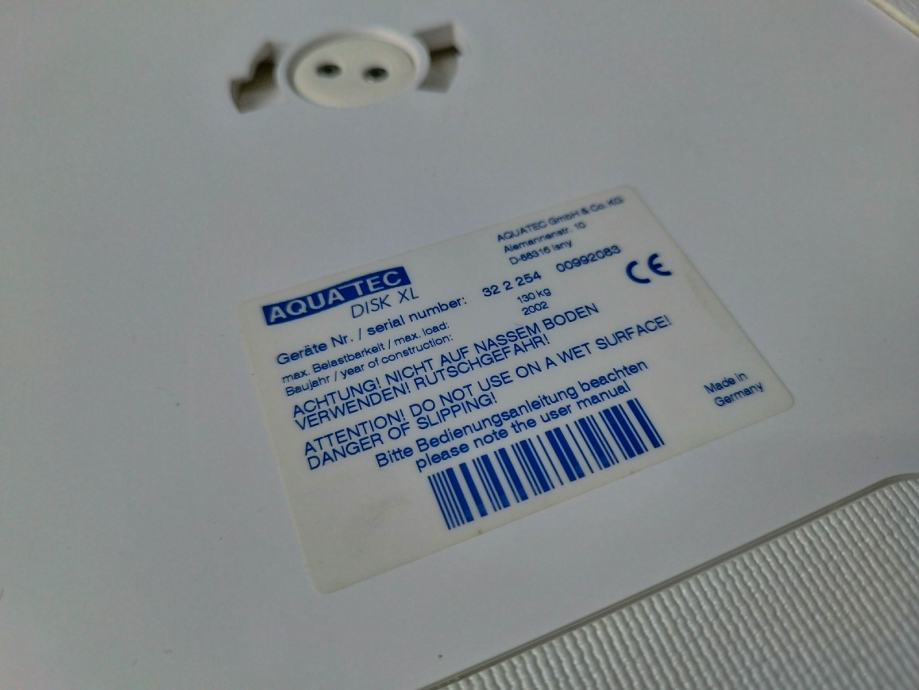 AQUATEC
DISK XL
AQUATEC GmbH & Co. KG
Alemannenstr. 10
D-88316 Isny
Geräte Nr. / serial number: 32 2 254 00992083
max. Belastbarkeit / max. load: 130 kg
Baujahr / year of construction: 2002
CE
ACHTUNG! NICHT AUF NASSEM BODEN
VERWENDEN! RUTSCHGEFAHR!
ATTENTION! DO NOT USE ON A WET SURFACE!
DANGER OF SLIPPING!
Bitte Bedienungsanleitung beachten
please note the user manual
Made in
Germany